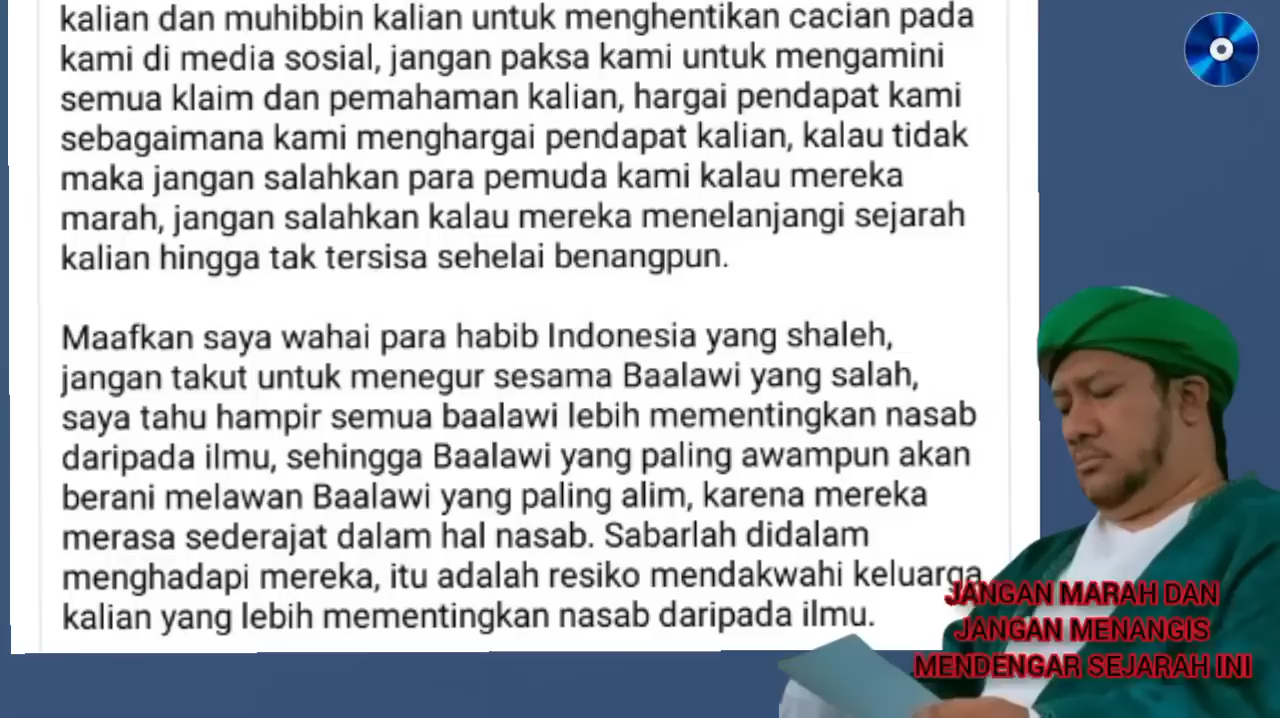 kalian dan muhibbin kalian untuk menghentikan cacian pada
kami di media sosial, jangan paksa kami untuk mengamini
semua klaim dan pemahaman kalian, hargai pendapat kami
sebagaimana kami menghargai pendapat kalian, kalau tidak
maka jangan salahkan para pemuda kami kalau mereka
marah, jangan salahkan kalau mereka menelanjangi sejarah
kalian hingga tak tersisa sehelai benangpun.
Maafkan saya wahai para habib Indonesia yang shaleh,
jangan takut untuk menegur sesama Baalawi yang salah,
saya tahu hampir semua baalawi lebih mementingkan nasab
daripada ilmu, sehingga Baalawi yang paling awampun akan
berani melawan Baalawi yang paling alim, karena mereka
merasa sederajat dalam hal nasab. Sabarlah didalam
menghadapi mereka, itu adalah resiko mendakwahi keluarga
kalian yang lebih mementingkan nasab daripada ilmu.
JANGAN MARAH DAN
JANGAN MENANGIS
MENDENGAR SEJARAH INI